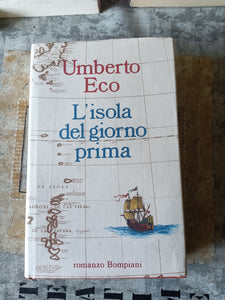 Umberto
Eco
L'isola
del giorno
prima
romanzo Bompiani